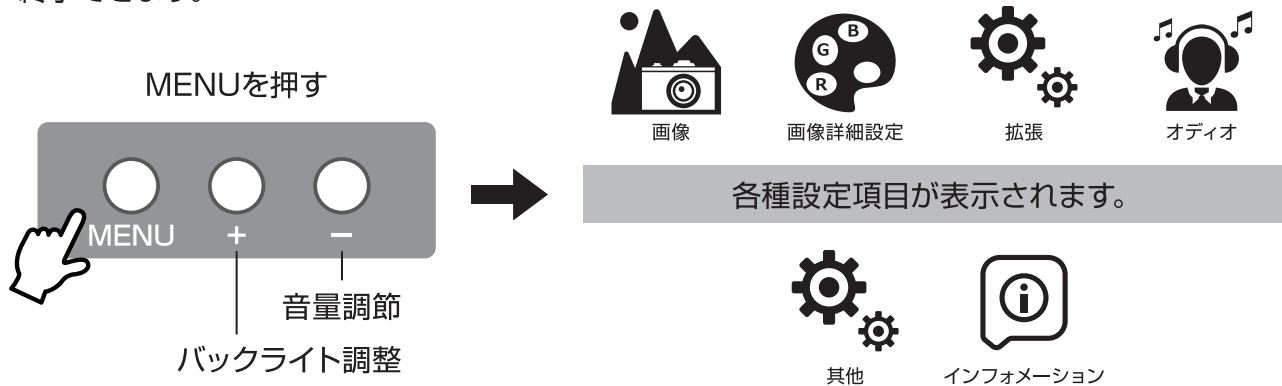 MENUを押す
MENU + −
音量調節
バックライト調整
B
G
R
画像 画像詳細設定 拡張 オディオ
各種設定項目が表示されます。
其他 インフォメーション